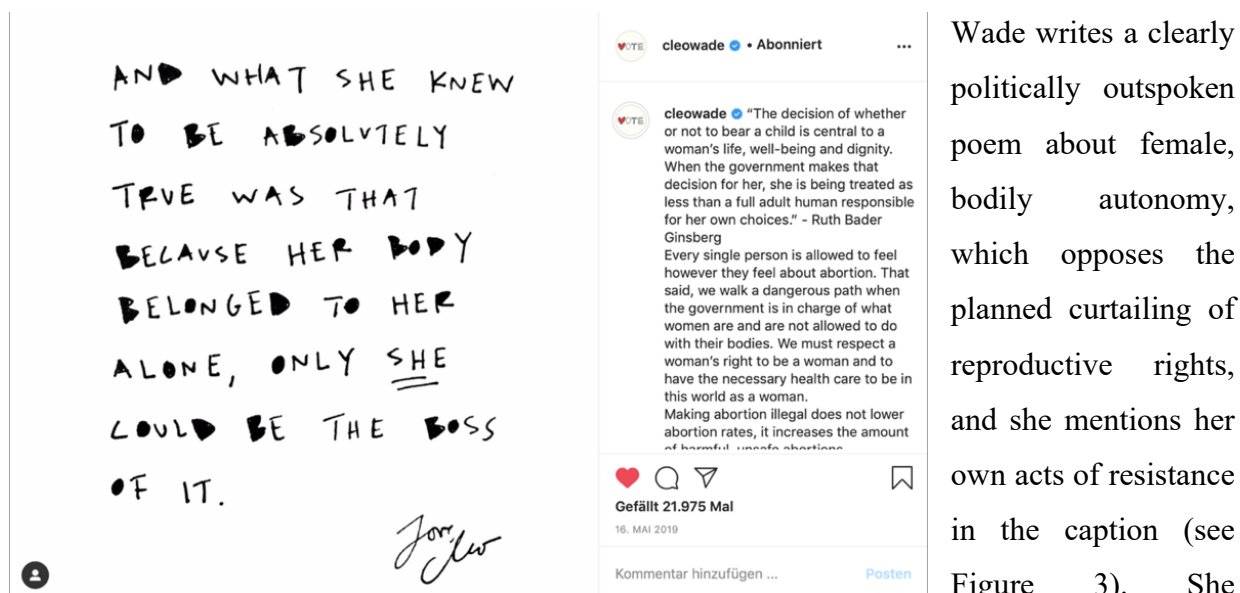 AND WHAT SHE KNEW
TO BE ABSOLUTELY
TRUE WAS THAT
BECAUSE HER BODY
BELONGED TO HER
ALONE, ONLY SHE
COULD BE THE BOSS
OF IT.
Love, Cleo
VOTE
cleowade • Abonniert
VOTE
cleowade “The decision of whether
or not to bear a child is central to a
woman’s life, well-being and dignity.
When the government makes that
decision for her, she is being treated as
less than a full adult human responsible
for her own choices.” - Ruth Bader
Ginsberg
Every single person is allowed to feel
however they feel about abortion. That
said, we walk a dangerous path when
the government is in charge of what
women are and are not allowed to do
with their bodies. We must respect a
woman’s right to be a woman and to
have the necessary health care to be in
this world as a woman.
Making abortion illegal does not lower
abortion rates, it increases the amount
of harmful, unsafe abortions
Gefällt 21.975 Mal
16. MAI 2019
Kommentar hinzufügen ...
Posten
Wade writes a clearly
politically outspoken
poem about female,
bodily autonomy,
which opposes the
planned curtailing of
reproductive rights,
and she mentions her
own acts of resistance
in the caption (see
Figure 3). She